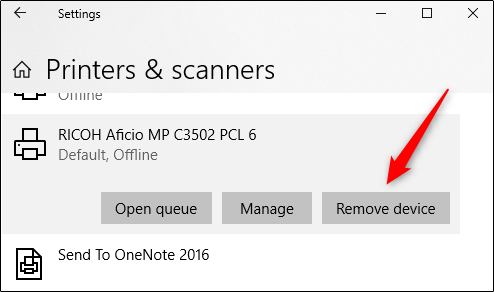 Settings
Printers & scanners
Offline
RICOH Aficio MP C3502 PCL 6
Default, Offline
Open queue Manage Remove device
Send To OneNote 2016